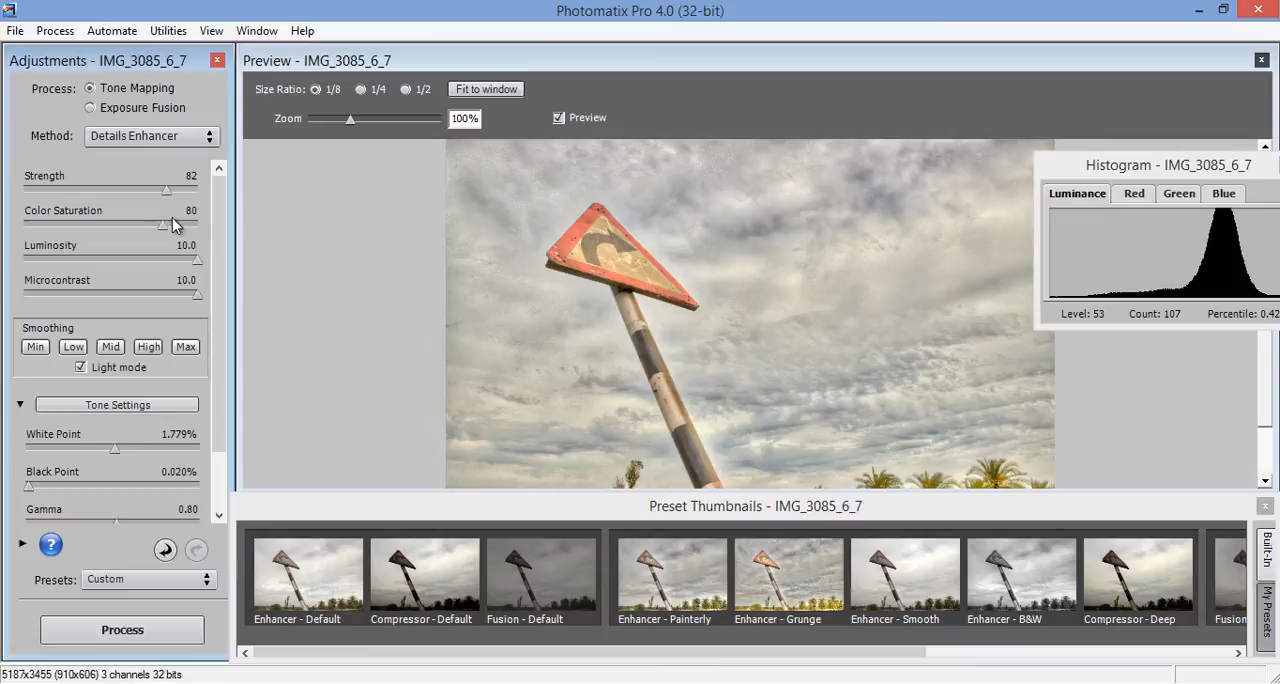 Photomatix Pro 4.0 (32-bit)
File Process Automate Utilities View Window Help
Adjustments - IMG_3085_6_7
Process: Tone Mapping
Exposure Fusion
Method: Details Enhancer
Strength 82
Color Saturation 80
Luminosity 10.0
Microcontrast 10.0
Smoothing
Min Low Mid High Max
Light mode
Tone Settings
White Point 1.779%
Black Point 0.020%
Gamma 0.80
?
Presets: Custom
Process
Preview - IMG_3085_6_7
Size Ratio: 1/8 1/4 1/2 Fit to window
Zoom 100% Preview
Histogram - IMG_3085_6_7
Luminance Red Green Blue
Level: 53 Count: 107 Percentile: 0.42
Preset Thumbnails - IMG_3085_6_7
Enhancer - Default Compressor - Default Fusion - Default Enhancer - Painterly Enhancer - Grunge Enhancer - Smooth Enhancer - B&W Compressor - Deep Fusion
Built-In
My Presets
5187x3455 (910x606) 3 channels 32 bits